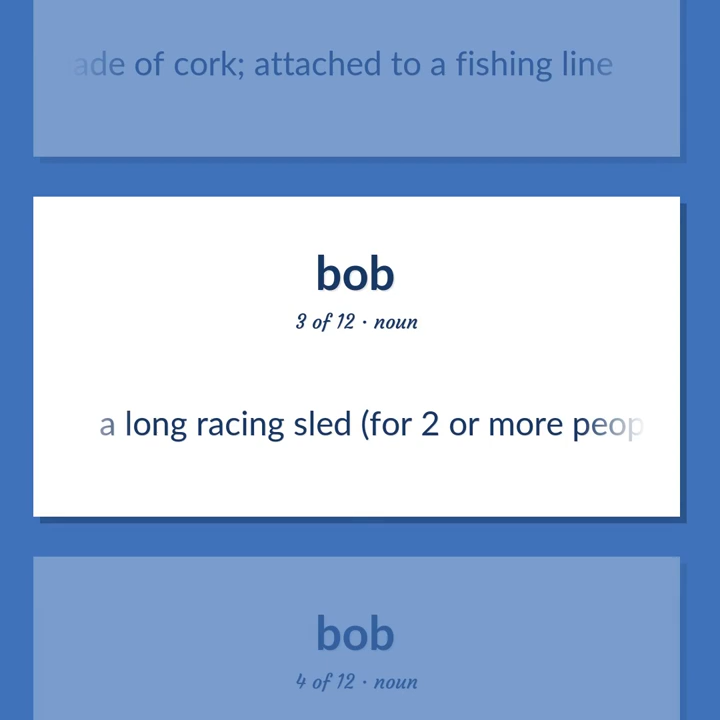 ade of cork; attached to a fishing line
bob
3 of 12 · noun
a long racing sled (for 2 or more peop
bob
4 of 12 · noun